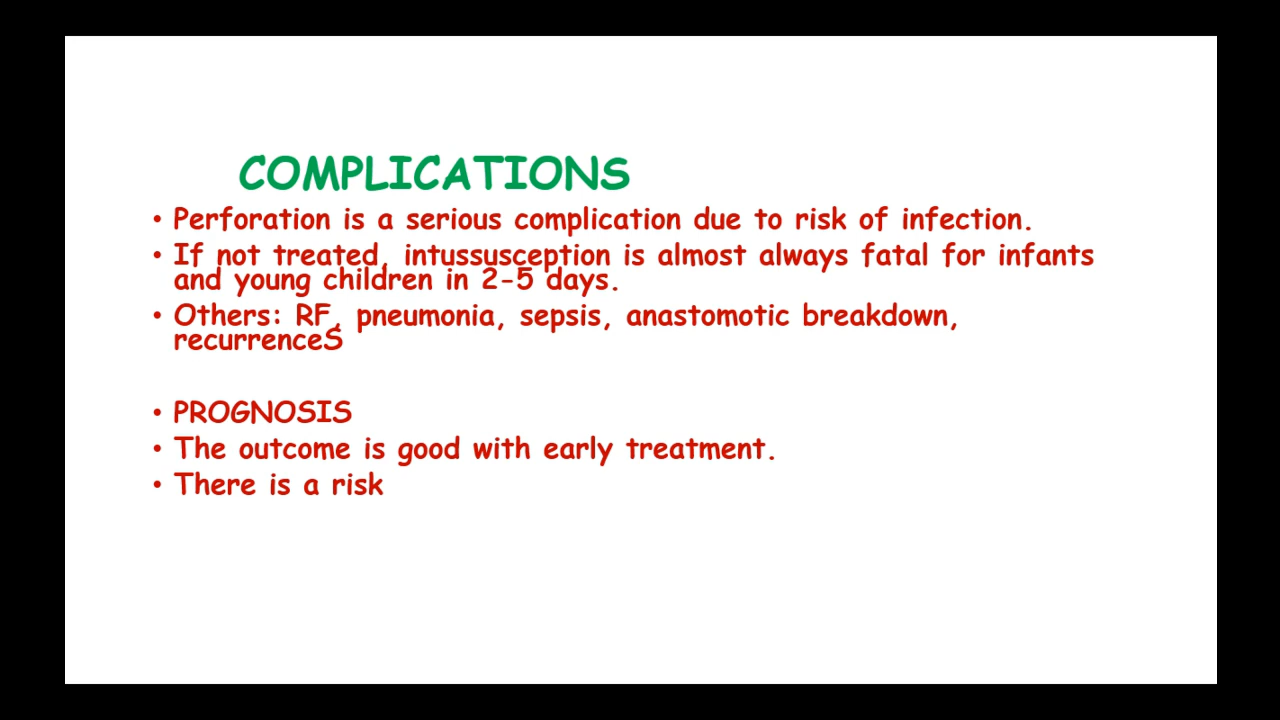 COMPLICATIONS
• Perforation is a serious complication due to risk of infection.
• If not treated, intussusception is almost always fatal for infants
and young children in 2-5 days.
• Others: RF, pneumonia, sepsis, anastomotic breakdown,
recurrenceS
• PROGNOSIS
• The outcome is good with early treatment.
• There is a risk